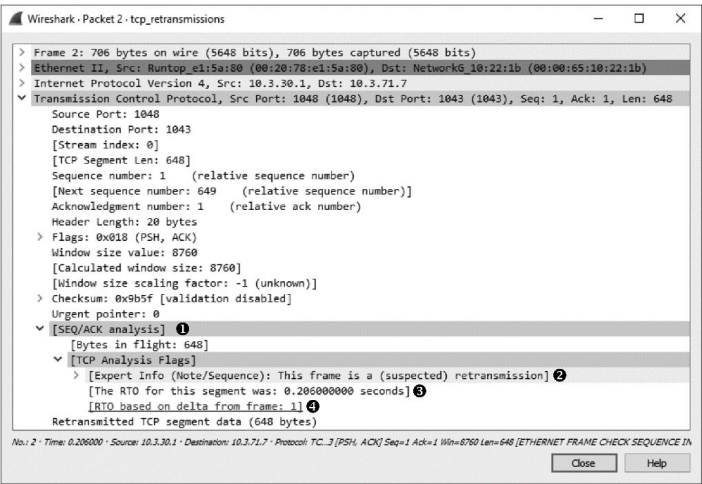 Wireshark · Packet 2 · tcp_retransmissions
Frame 2: 706 bytes on wire (5648 bits), 706 bytes captured (5648 bits)
Ethernet II, Src: Runtop_e1:5a:80 (00:20:78:e1:5a:80), Dst: NetworkG_10:22:1b (00:00:65:10:22:1b)
Internet Protocol Version 4, Src: 10.3.30.1, Dst: 10.3.71.7
Transmission Control Protocol, Src Port: 1048 (1048), Dst Port: 1043 (1043), Seq: 1, Ack: 1, Len: 648
Source Port: 1048
Destination Port: 1043
[Stream index: 0]
[TCP Segment Len: 648]
Sequence number: 1 (relative sequence number)
[Next sequence number: 649 (relative sequence number)]
Acknowledgment number: 1 (relative ack number)
Header Length: 20 bytes
Flags: 0x018 (PSH, ACK)
Window size value: 8760
[Calculated window size: 8760]
[Window size scaling factor: -1 (unknown)]
Checksum: 0x9b5f [validation disabled]
Urgent pointer: 0
[SEQ/ACK analysis] ❶
[Bytes in flight: 648]
[TCP Analysis Flags]
[Expert Info (Note/Sequence): This frame is a (suspected) retransmission] ❷
[The RTO for this segment was: 0.206000000 seconds] ❸
[RTO based on delta from frame: 1] ❹
Retransmitted TCP segment data (648 bytes)
No.: 2 · Time: 0.206000 · Source: 10.3.30.1 · Destination: 10.3.71.7 · Protocol: TC...3 [PSH, ACK] Seq=1 Ack=1 Win=8760 Len=648 [ETHERNET FRAME CHECK SEQUENCE IN
Close Help